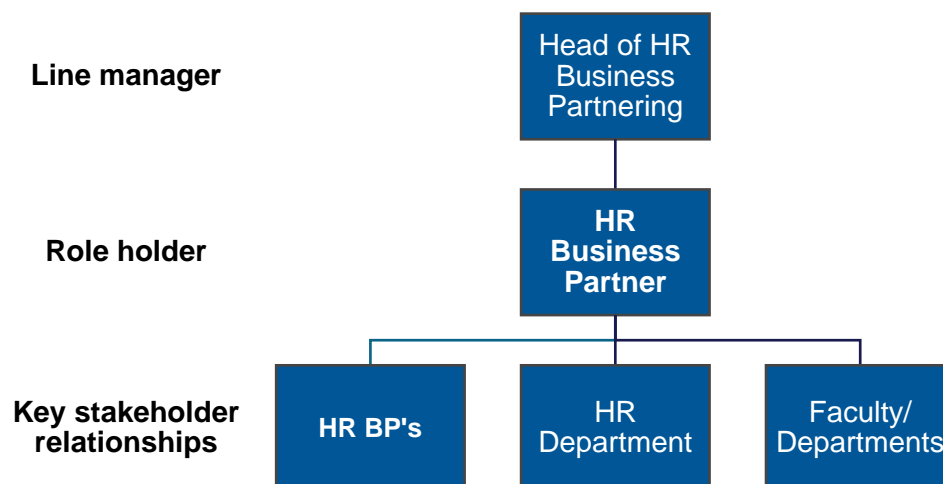 Line manager
Head of HR
Business
Partnering
Role holder
HR
Business
Partner
Key stakeholder
relationships
HR BP's
HR
Department
Faculty/
Departments